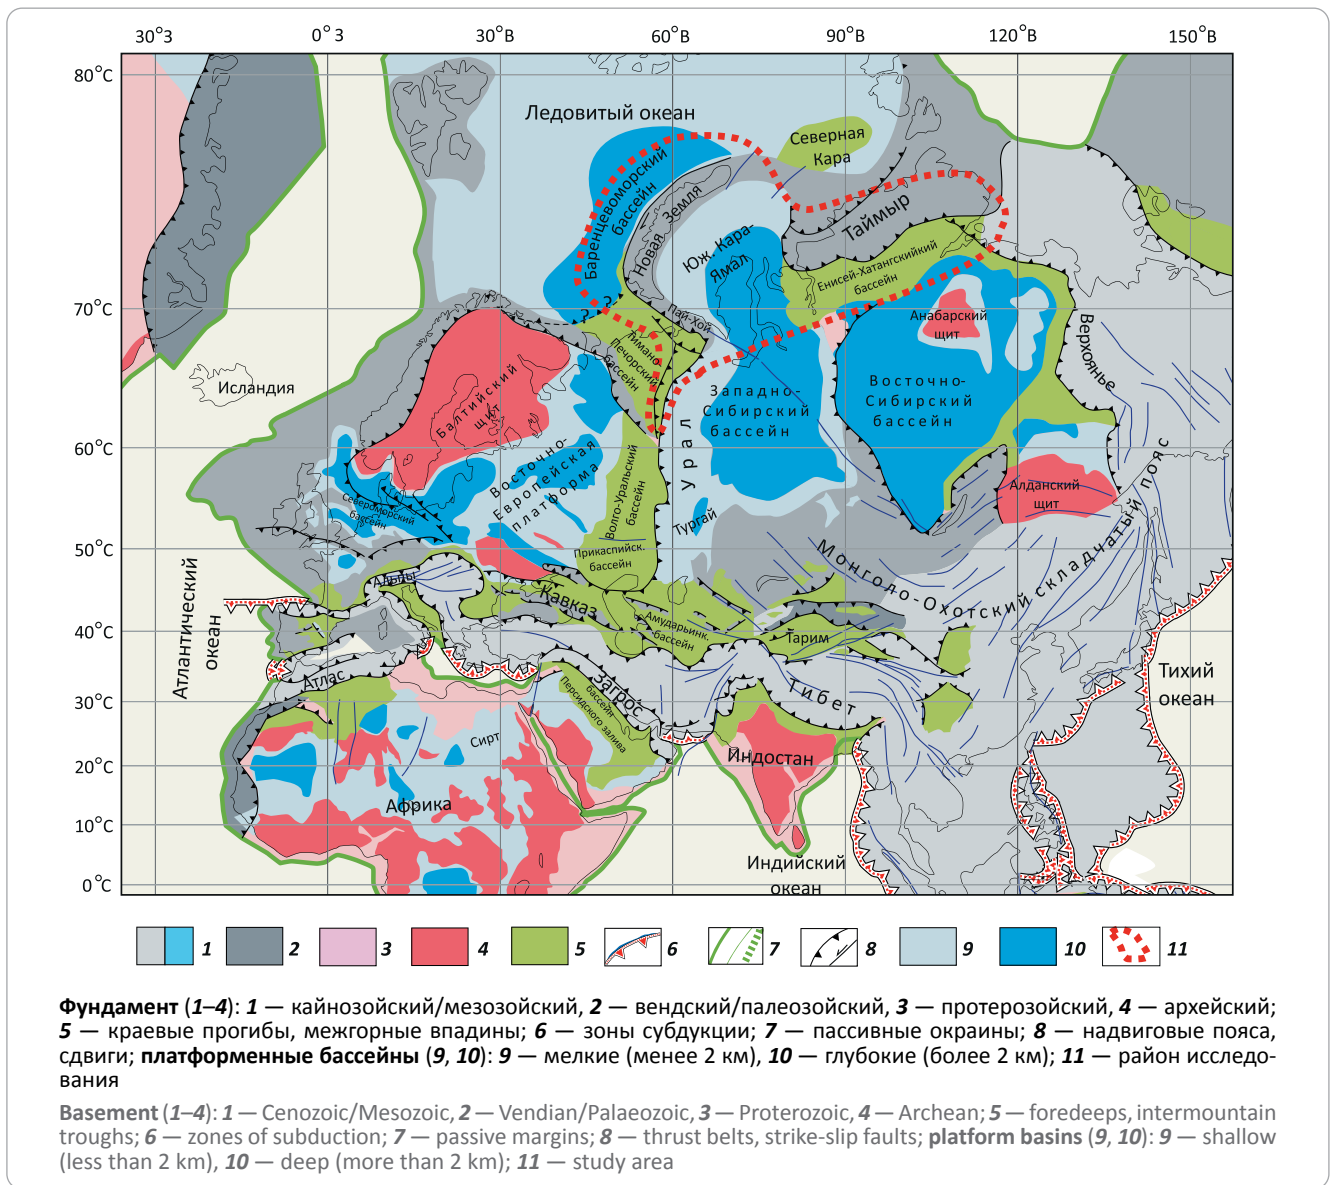 30°З 0° З 30°В 60°В 90°В 120°В 150°В
80°С
70°С
60°С
50°С
40°С
30°С
20°С
10°С
0°С
Ледовитый океан
Северная
Кара
Баренцевоморский
бассейн
Новая Земля
Юж. Кара-
Ямал
Таймыр
Енисей-Хатангскийкий
бассейн
Анабарский
щит
Верхоянье
Пай-Хой
? ?
Тимано-
Печорский
бассейн
Исландия
Балтийский
щит
Западно-
Сибирский
бассейн
Восточно-
Сибирский
бассейн
Урал
Восточно-
Европейская
платформа
Волго-Уральский
бассейн
Североморский
бассейн
Тургай
Алданский
щит
Прикаспийск.
бассейн
Монголо-Охотский складчатый пояс
Атлантический
океан
Альпы
Кавказ
Амударьинк.
бассейн
Тарим
Атлас
Загрос
бассейн
Персидского залива
Тибет
Тихий
океан
Сирт
Индостан
Африка
Индийский
океан
1 2 3 4 5 6 7 8 9 10 11
Фундамент (1–4): 1 — кайнозойский/мезозойский, 2 — вендский/палеозойский, 3 — протерозойский, 4 — архейский;
5 — краевые прогибы, межгорные впадины; 6 — зоны субдукции; 7 — пассивные окраины; 8 — надвиговые пояса,
сдвиги; платформенные бассейны (9, 10): 9 — мелкие (менее 2 км), 10 — глубокие (более 2 км); 11 — район исследо-
вания
Basement (1–4): 1 — Cenozoic/Mesozoic, 2 — Vendian/Palaeozoic, 3 — Proterozoic, 4 — Archean; 5 — foredeeps, intermountain
troughs; 6 — zones of subduction; 7 — passive margins; 8 — thrust belts, strike-slip faults; platform basins (9, 10): 9 — shallow
(less than 2 km), 10 — deep (more than 2 km); 11 — study area